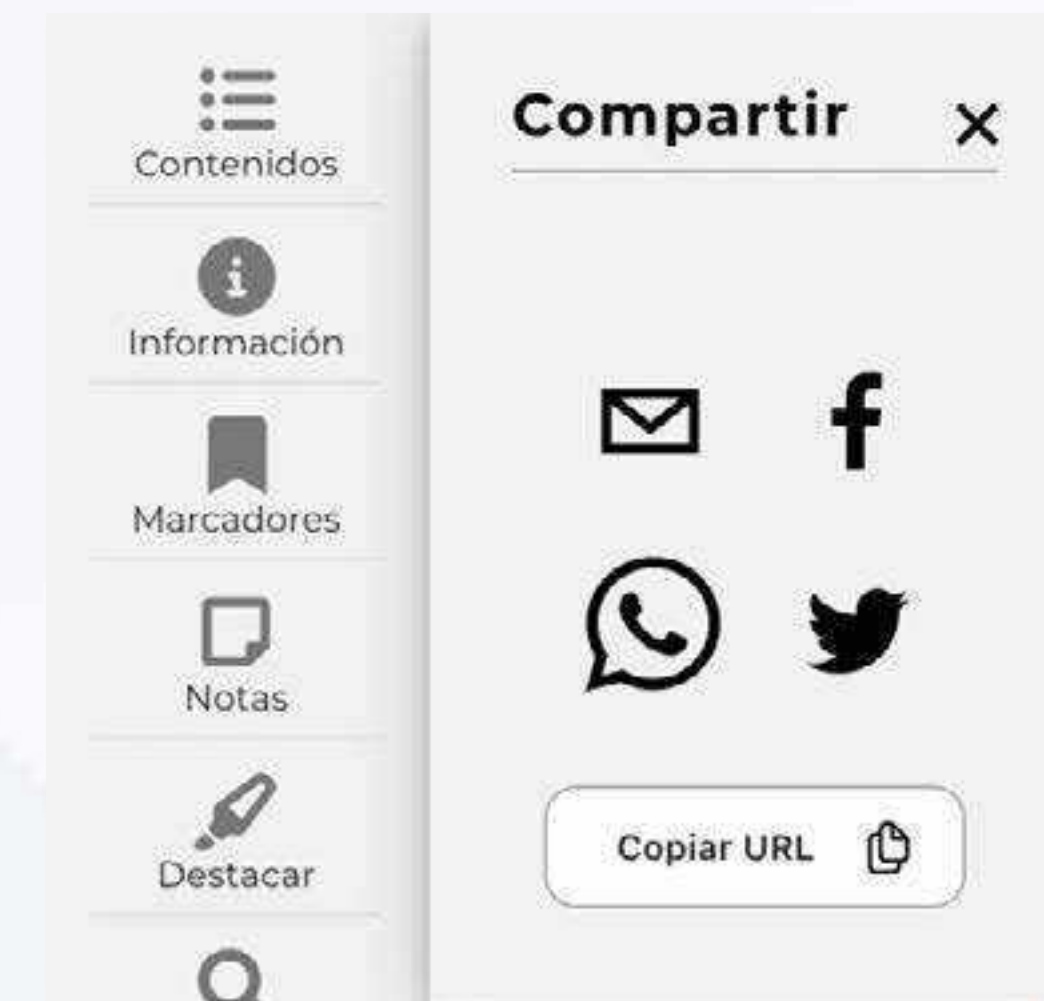 Contenidos
Información
Marcadores
Notas
Destacar
Compartir
Copiar URL